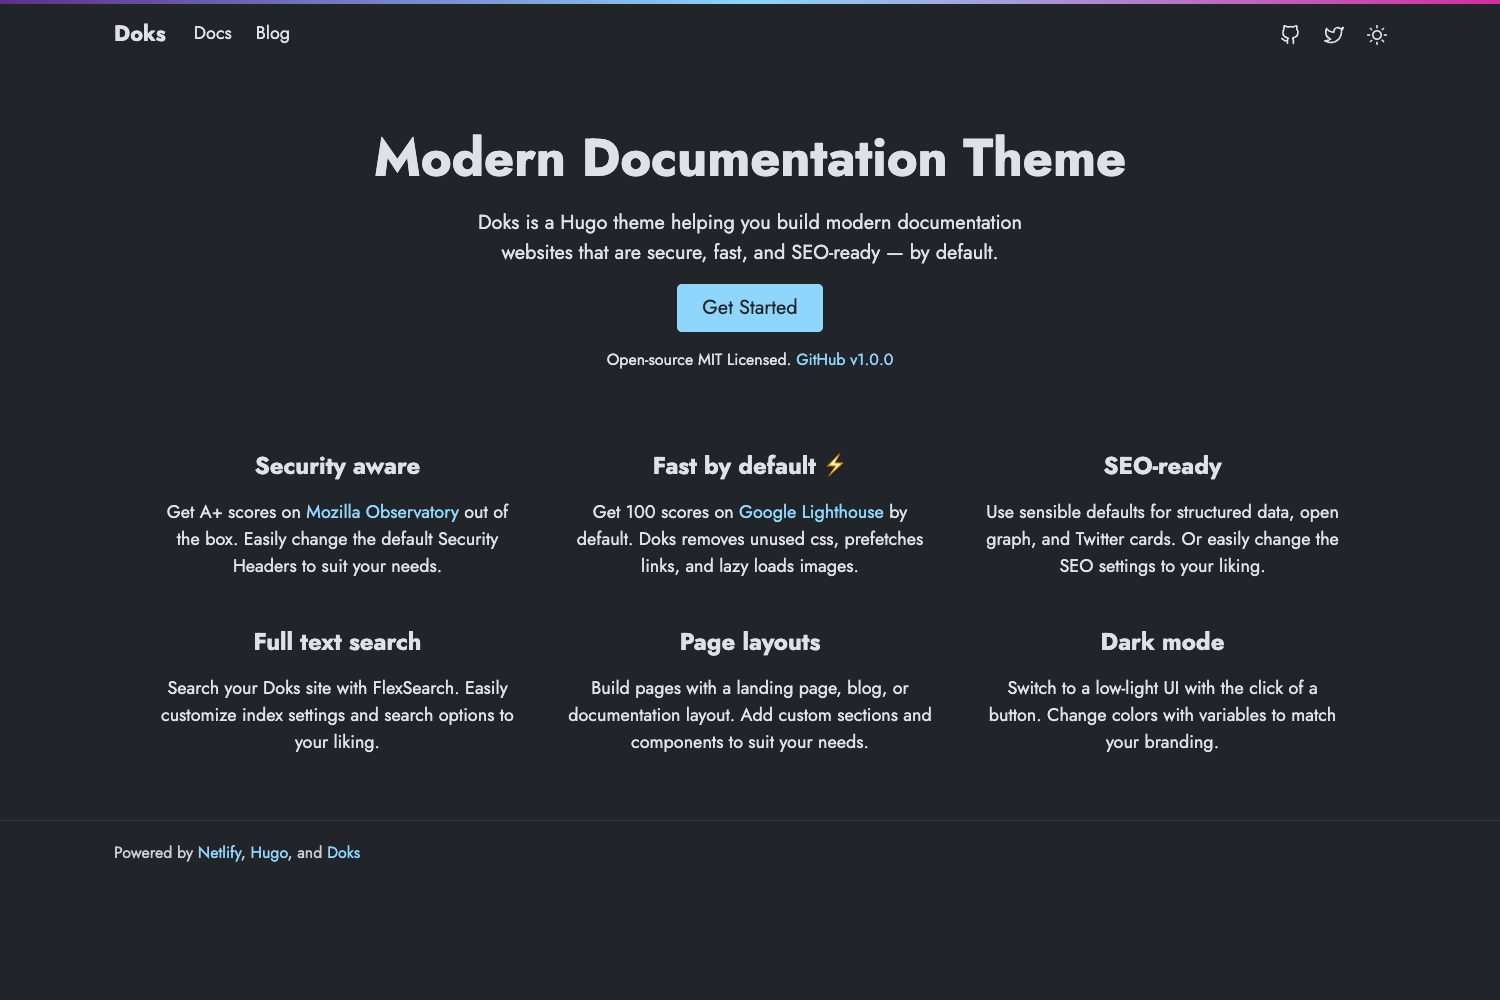 Doks Docs Blog
Modern Documentation Theme
Doks is a Hugo theme helping you build modern documentation
websites that are secure, fast, and SEO-ready — by default.
Get Started
Open-source MIT Licensed. GitHub v1.0.0
Security aware
Get A+ scores on Mozilla Observatory out of
the box. Easily change the default Security
Headers to suit your needs.
Fast by default ⚡
Get 100 scores on Google Lighthouse by
default. Doks removes unused css, prefetches
links, and lazy loads images.
SEO-ready
Use sensible defaults for structured data, open
graph, and Twitter cards. Or easily change the
SEO settings to your liking.
Full text search
Search your Doks site with FlexSearch. Easily
customize index settings and search options to
your liking.
Page layouts
Build pages with a landing page, blog, or
documentation layout. Add custom sections and
components to suit your needs.
Dark mode
Switch to a low-light UI with the click of a
button. Change colors with variables to match
your branding.
Powered by Netlify, Hugo, and Doks